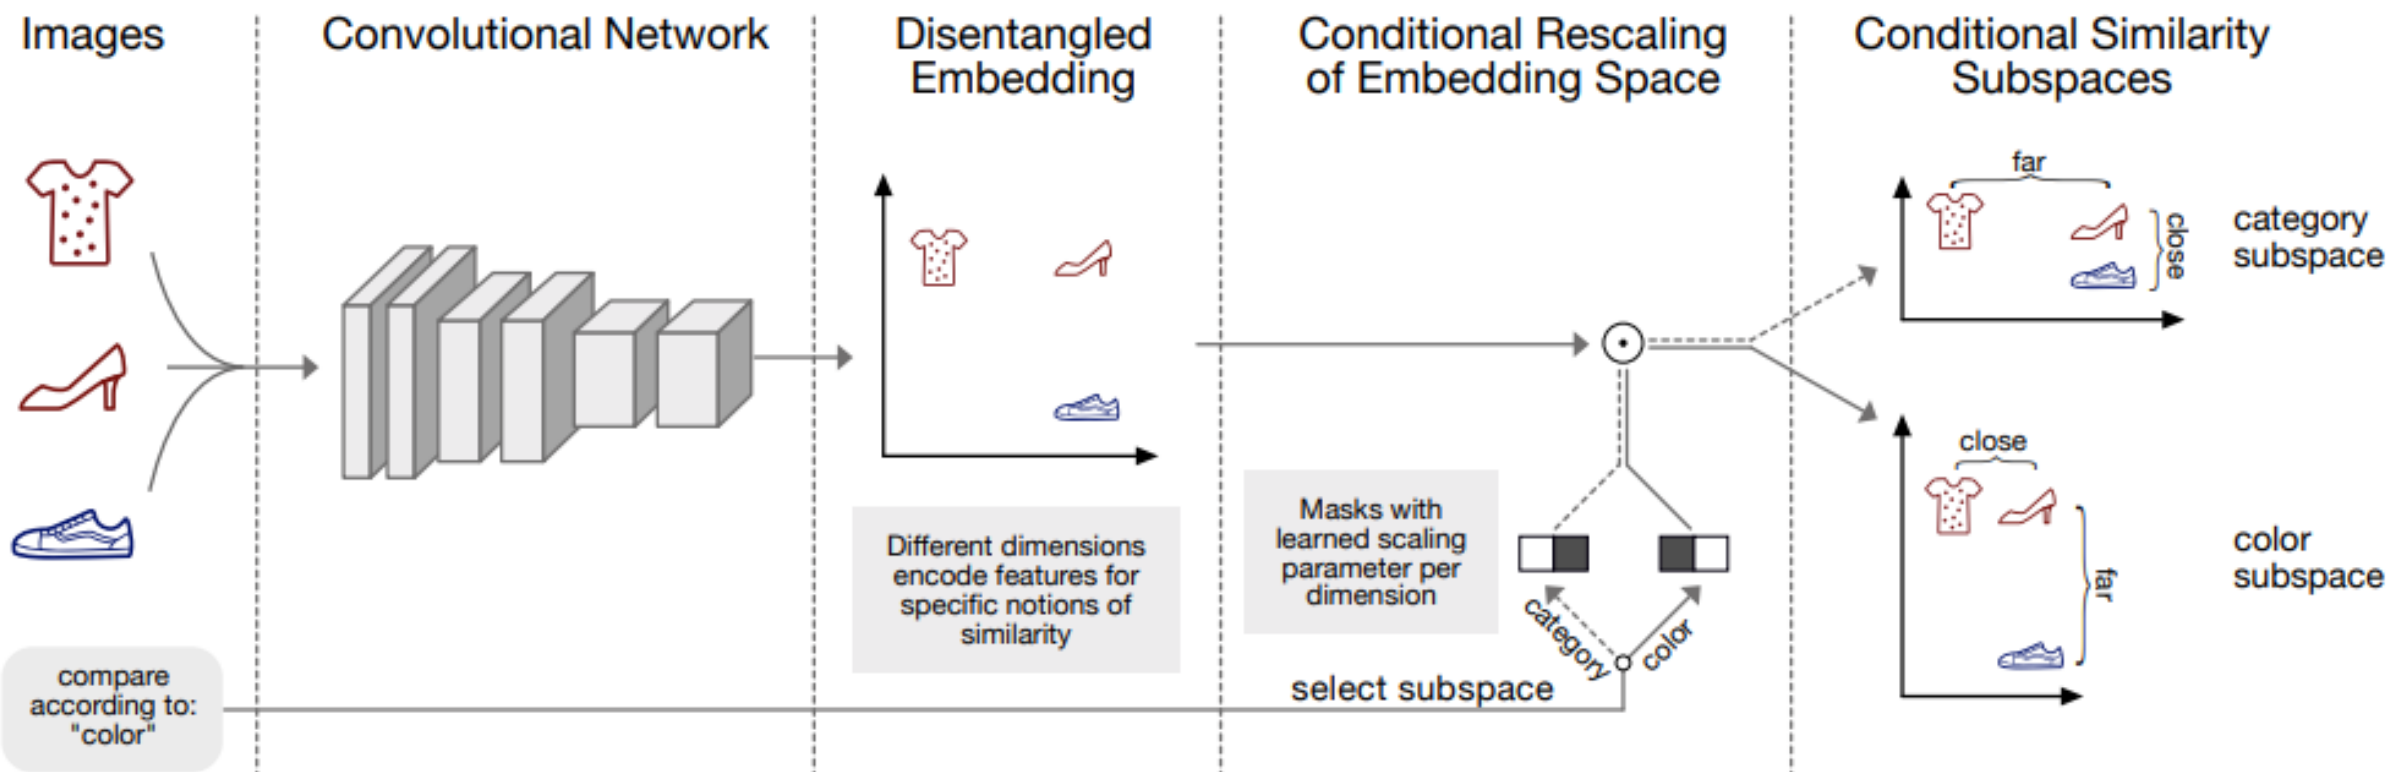 Images
Convolutional Network
Disentangled
Embedding
Conditional Rescaling
of Embedding Space
Conditional Similarity
Subspaces
far
close
category
subspace
close
far
color
subspace
Different dimensions
encode features for
specific notions of
similarity
Masks with
learned scaling
parameter per
dimension
category
color
select subspace
compare
according to:
"color"